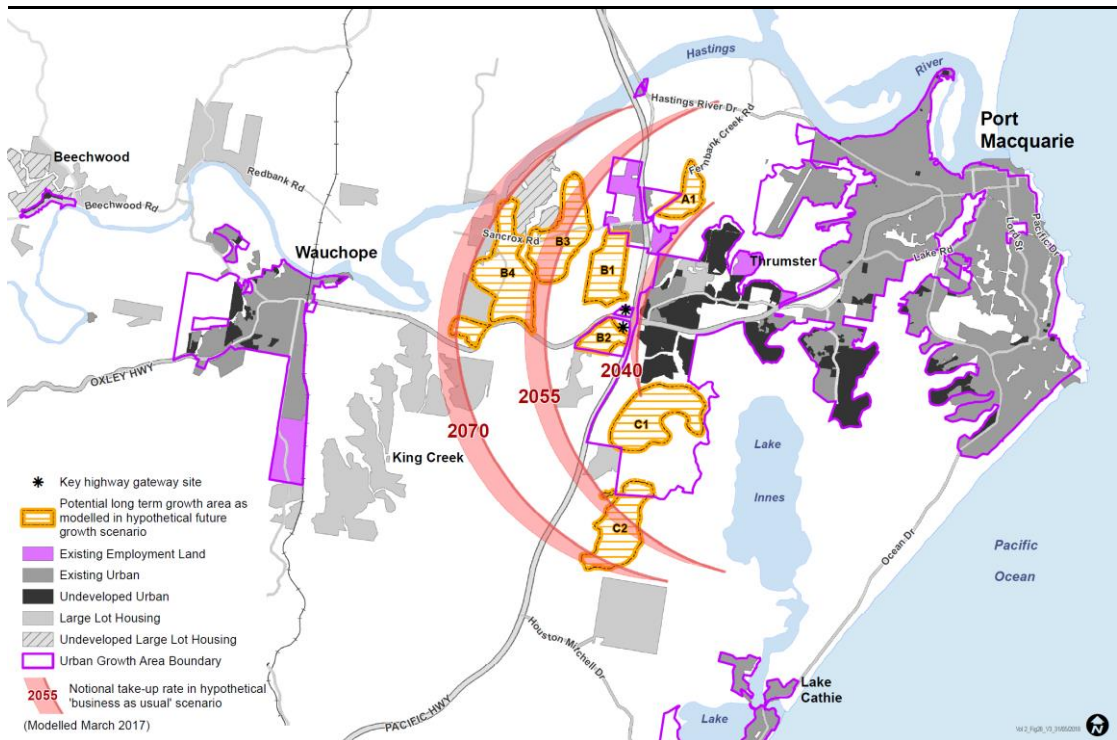 Hastings
River
Hastings River Dr
Fernbank Creek Rd
Port
Macquarie
Beechwood
Beechwood Rd
Redbank Rd
Wauchope
Sancrox Rd
A1
B3
B4
B1
B2
Thrumster
Lake Rd
Lord St
Pacific Dr
OXLEY HWY
2040
2055
2070
C1
C2
King Creek
Lake
Innes
Ocean Dr
Pacific
Ocean
Houston Mitchell Dr
PACIFIC HWY
Lake
Cathie
Lake
Key highway gateway site
Potential long term growth area as
modelled in hypothetical future
growth scenario
Existing Employment Land
Existing Urban
Undeveloped Urban
Large Lot Housing
Undeveloped Large Lot Housing
Urban Growth Area Boundary
2055 Notional take-up rate in hypothetical
'business as usual' scenario
(Modelled March 2017)
N